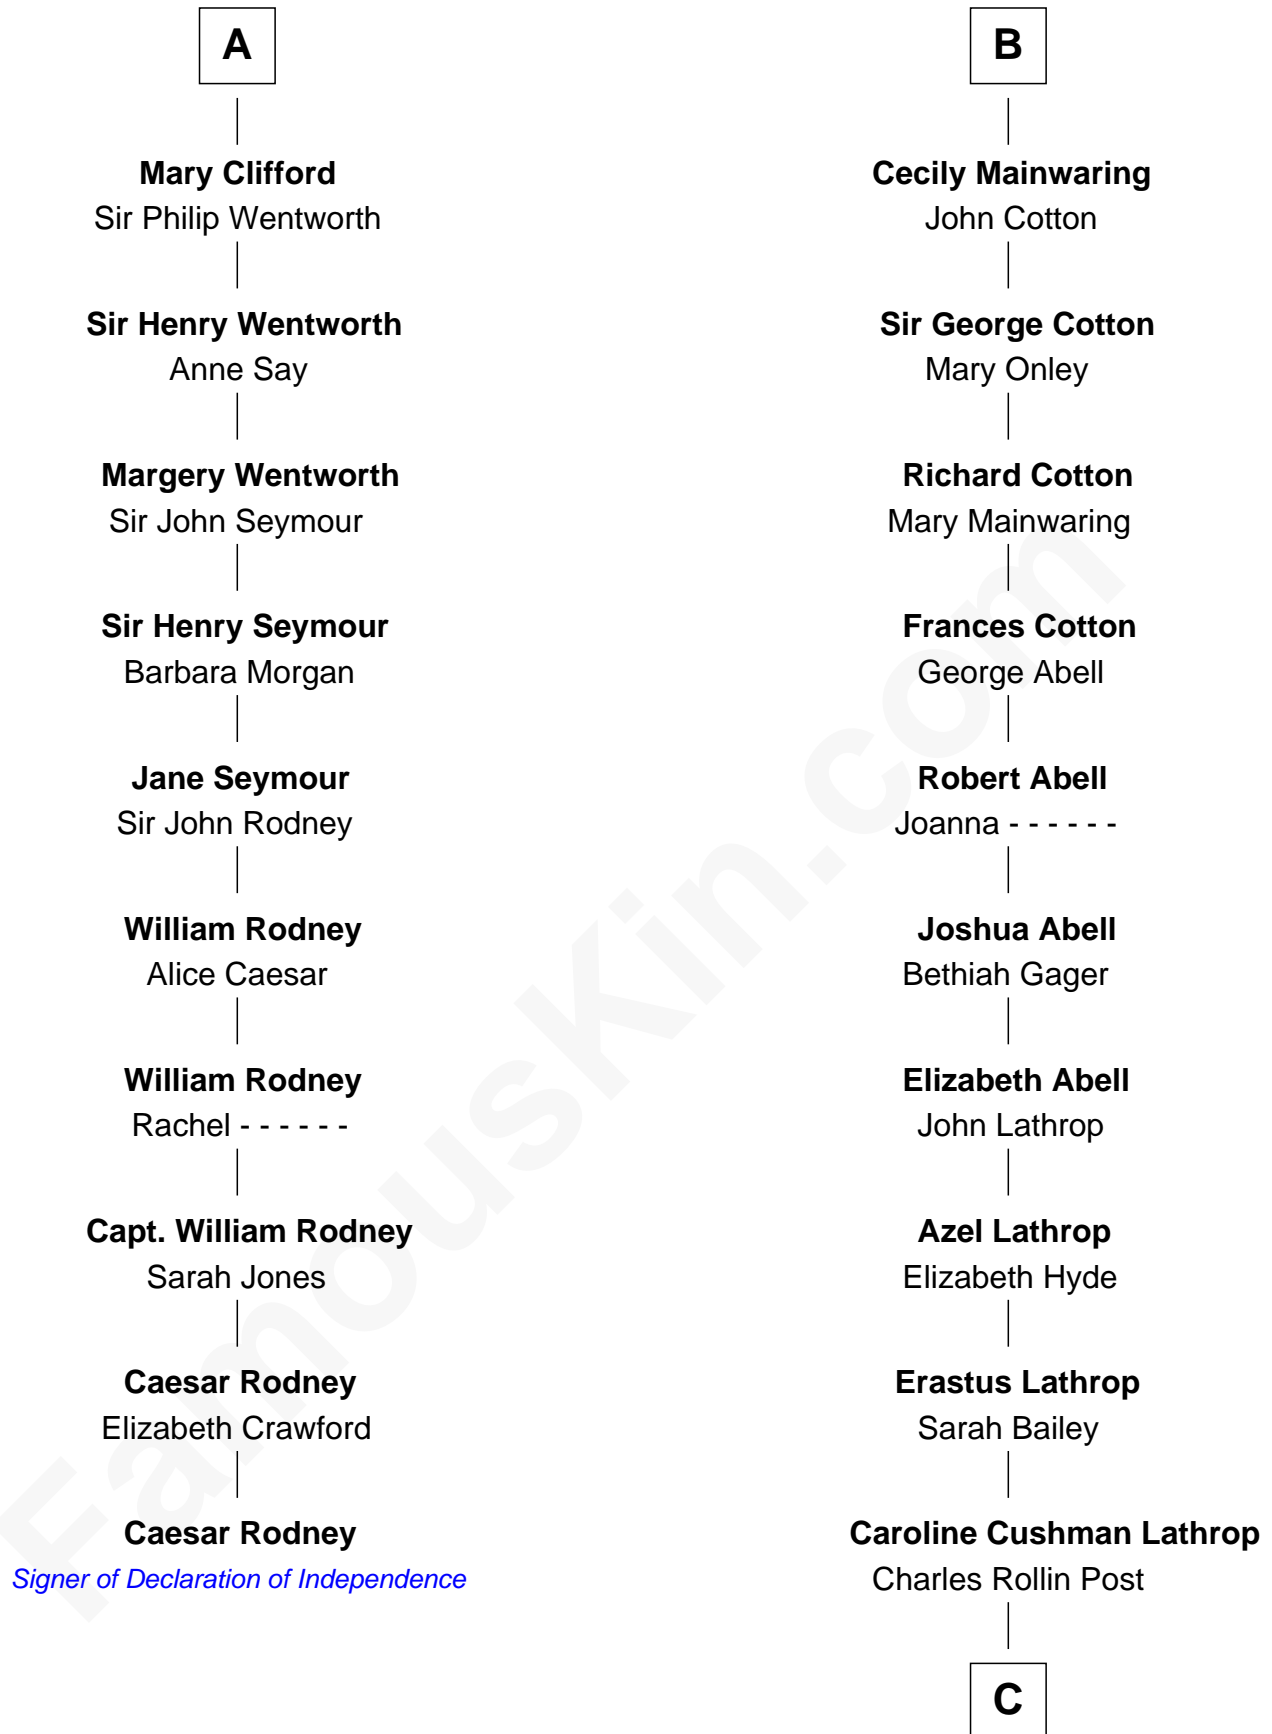 A
Mary Clifford
Sir Philip Wentworth
Sir Henry Wentworth
Anne Say
Margery Wentworth
Sir John Seymour
Sir Henry Seymour
Barbara Morgan
Jane Seymour
Sir John Rodney
William Rodney
Alice Caesar
William Rodney
Rachel - - - - - -
Capt. William Rodney
Sarah Jones
Caesar Rodney
Elizabeth Crawford
Caesar Rodney
Signer of Declaration of Independence
B
Cecily Mainwaring
John Cotton
Sir George Cotton
Mary Onley
Richard Cotton
Mary Mainwaring
Frances Cotton
George Abell
Robert Abell
Joanna - - - - - -
Joshua Abell
Bethiah Gager
Elizabeth Abell
John Lathrop
Azel Lathrop
Elizabeth Hyde
Erastus Lathrop
Sarah Bailey
Caroline Cushman Lathrop
Charles Rollin Post
C
FamousKin.com